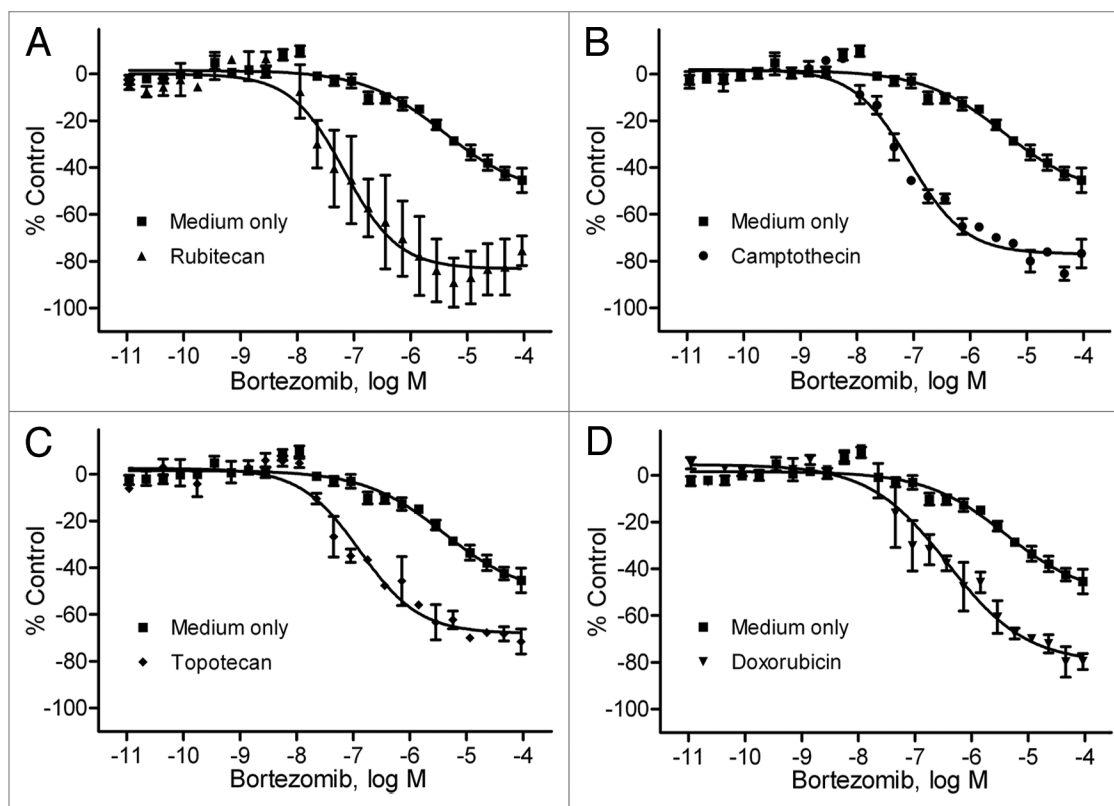 A
% Control
0
-20
-40
-60
-80
-100
Medium only
Rubitecan
-11 -10 -9 -8 -7 -6 -5 -4
Bortezomib, log M
B
% Control
0
-20
-40
-60
-80
-100
Medium only
Camptothecin
-11 -10 -9 -8 -7 -6 -5 -4
Bortezomib, log M
C
% Control
0
-20
-40
-60
-80
-100
Medium only
Topotecan
-11 -10 -9 -8 -7 -6 -5 -4
Bortezomib, log M
D
% Control
0
-20
-40
-60
-80
-100
Medium only
Doxorubicin
-11 -10 -9 -8 -7 -6 -5 -4
Bortezomib, log M